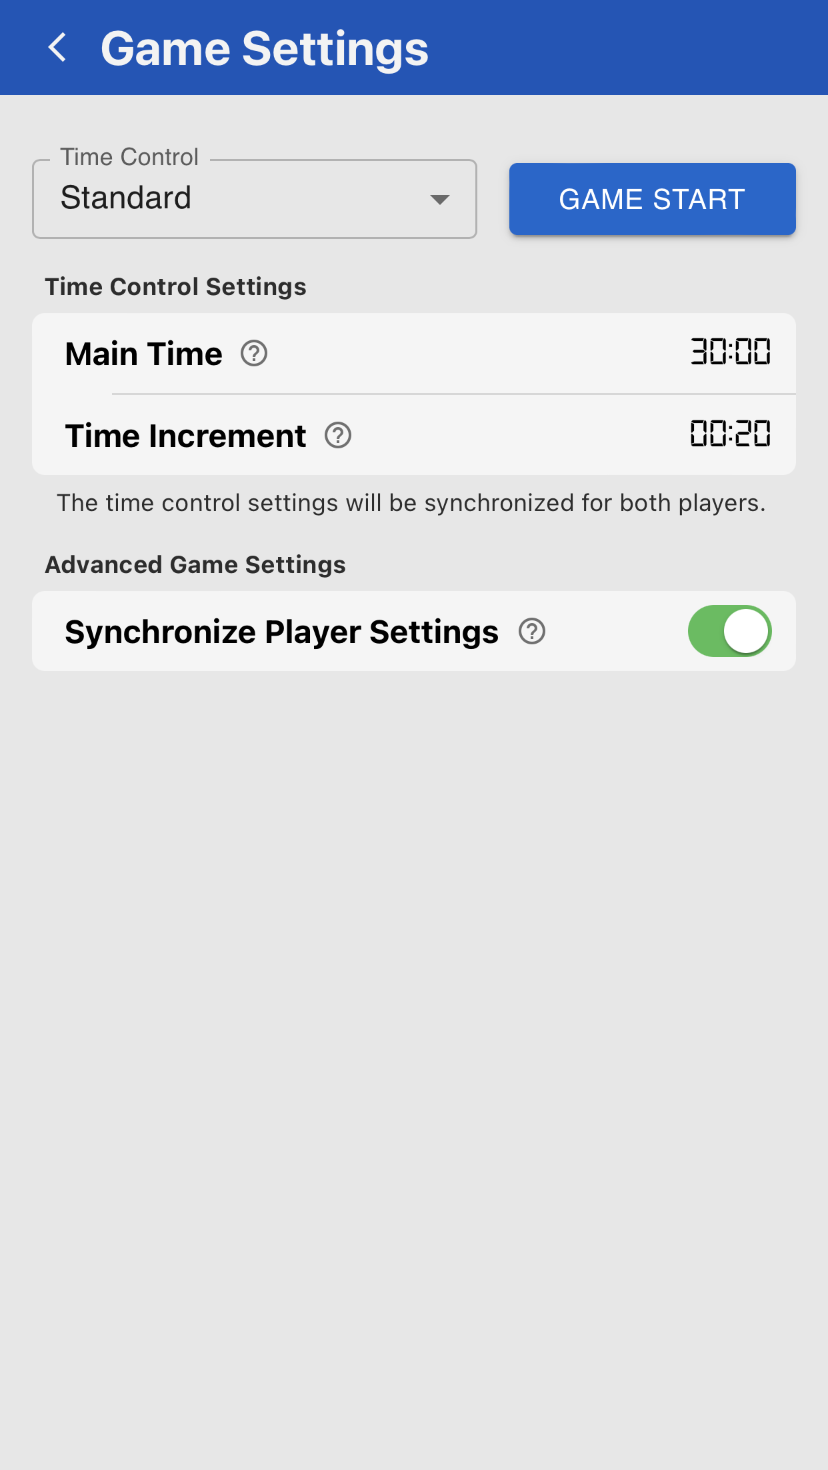 Game Settings
Time Control
Standard
GAME START
Time Control Settings
Main Time
30:00
Time Increment
00:20
The time control settings will be synchronized for both players.
Advanced Game Settings
Synchronize Player Settings